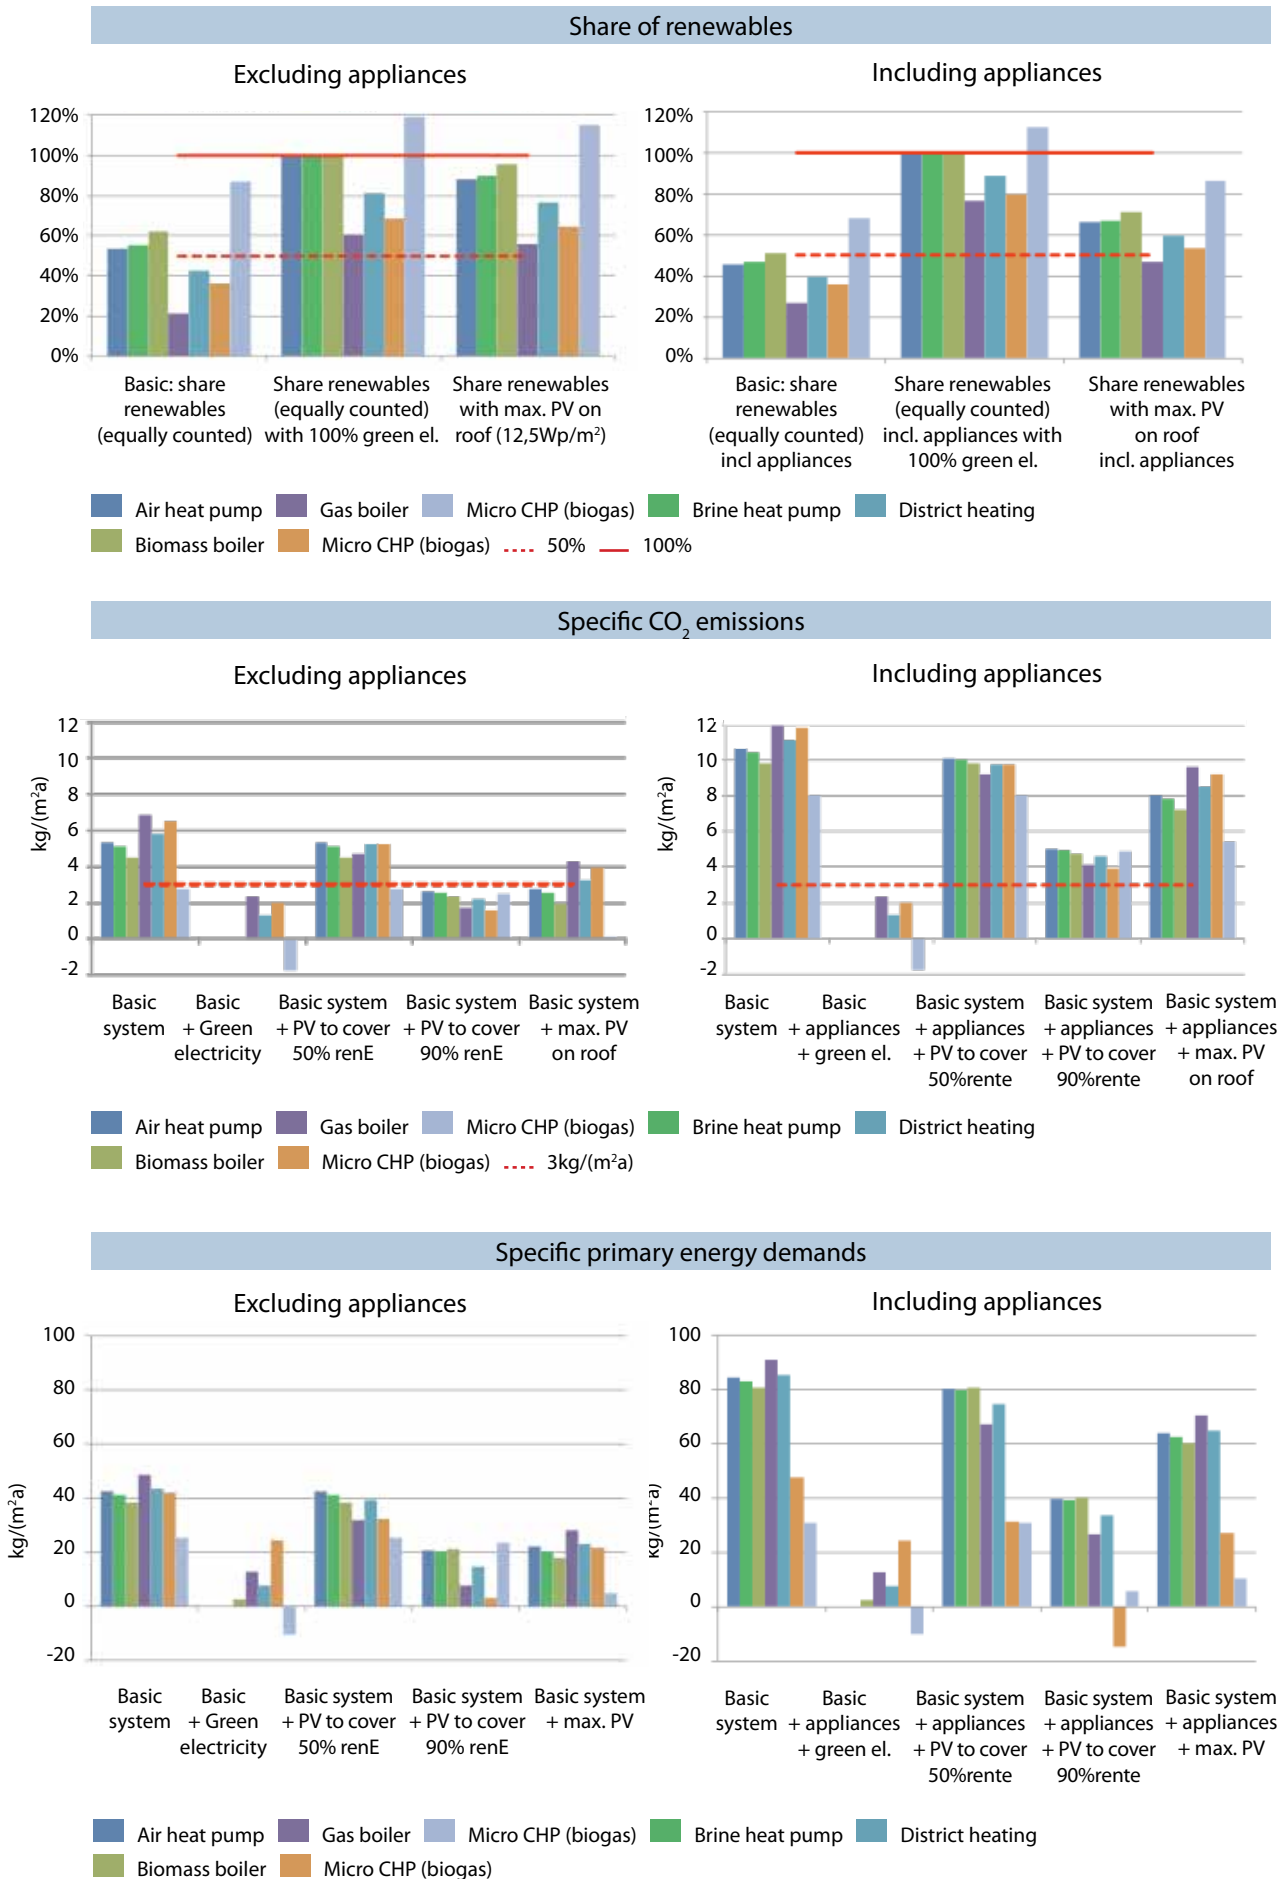 Share of renewables
Excluding appliances
Including appliances
120%
100%
80%
60%
40%
20%
0%
120%
100%
80%
60%
40%
20%
0%
Basic: share
renewables
(equally counted)
Share renewables
(equally counted)
with 100% green el.
Share renewables
with max. PV on
roof (12,5Wp/m²)
Basic: share
renewables
(equally counted)
incl appliances
Share renewables
(equally counted)
incl. appliances with
100% green el.
Share renewables
with max. PV
on roof
incl. appliances
Air heat pump Gas boiler Micro CHP (biogas) Brine heat pump District heating
Biomass boiler Micro CHP (biogas) 50% 100%
Specific CO₂ emissions
Excluding appliances
Including appliances
kg/(m²a)
12
10
8
6
4
2
0
-2
kg/(m²a)
12
10
8
6
4
2
0
-2
Basic
system
Basic
+ Green
electricity
Basic system
+ PV to cover
50% renE
Basic system
+ PV to cover
90% renE
Basic system
+ max. PV
on roof
Basic
system
Basic
+ appliances
+ green el.
Basic system
+ appliances
+ PV to cover
50%rente
Basic system
+ appliances
+ PV to cover
90%rente
Basic system
+ appliances
+ max. PV
on roof
Air heat pump Gas boiler Micro CHP (biogas) Brine heat pump District heating
Biomass boiler Micro CHP (biogas) 3kg/(m²a)
Specific primary energy demands
Excluding appliances
Including appliances
kg/(m²a)
100
80
60
40
20
0
-20
kg/(m²a)
100
80
60
40
20
0
-20
Basic
system
Basic
+ Green
electricity
Basic system
+ PV to cover
50% renE
Basic system
+ PV to cover
90% renE
Basic system
+ max. PV
Basic
system
Basic
+ appliances
+ green el.
Basic system
+ appliances
+ PV to cover
50%rente
Basic system
+ appliances
+ PV to cover
90%rente
Basic system
+ appliances
+ max. PV
Air heat pump Gas boiler Micro CHP (biogas) Brine heat pump District heating
Biomass boiler Micro CHP (biogas)